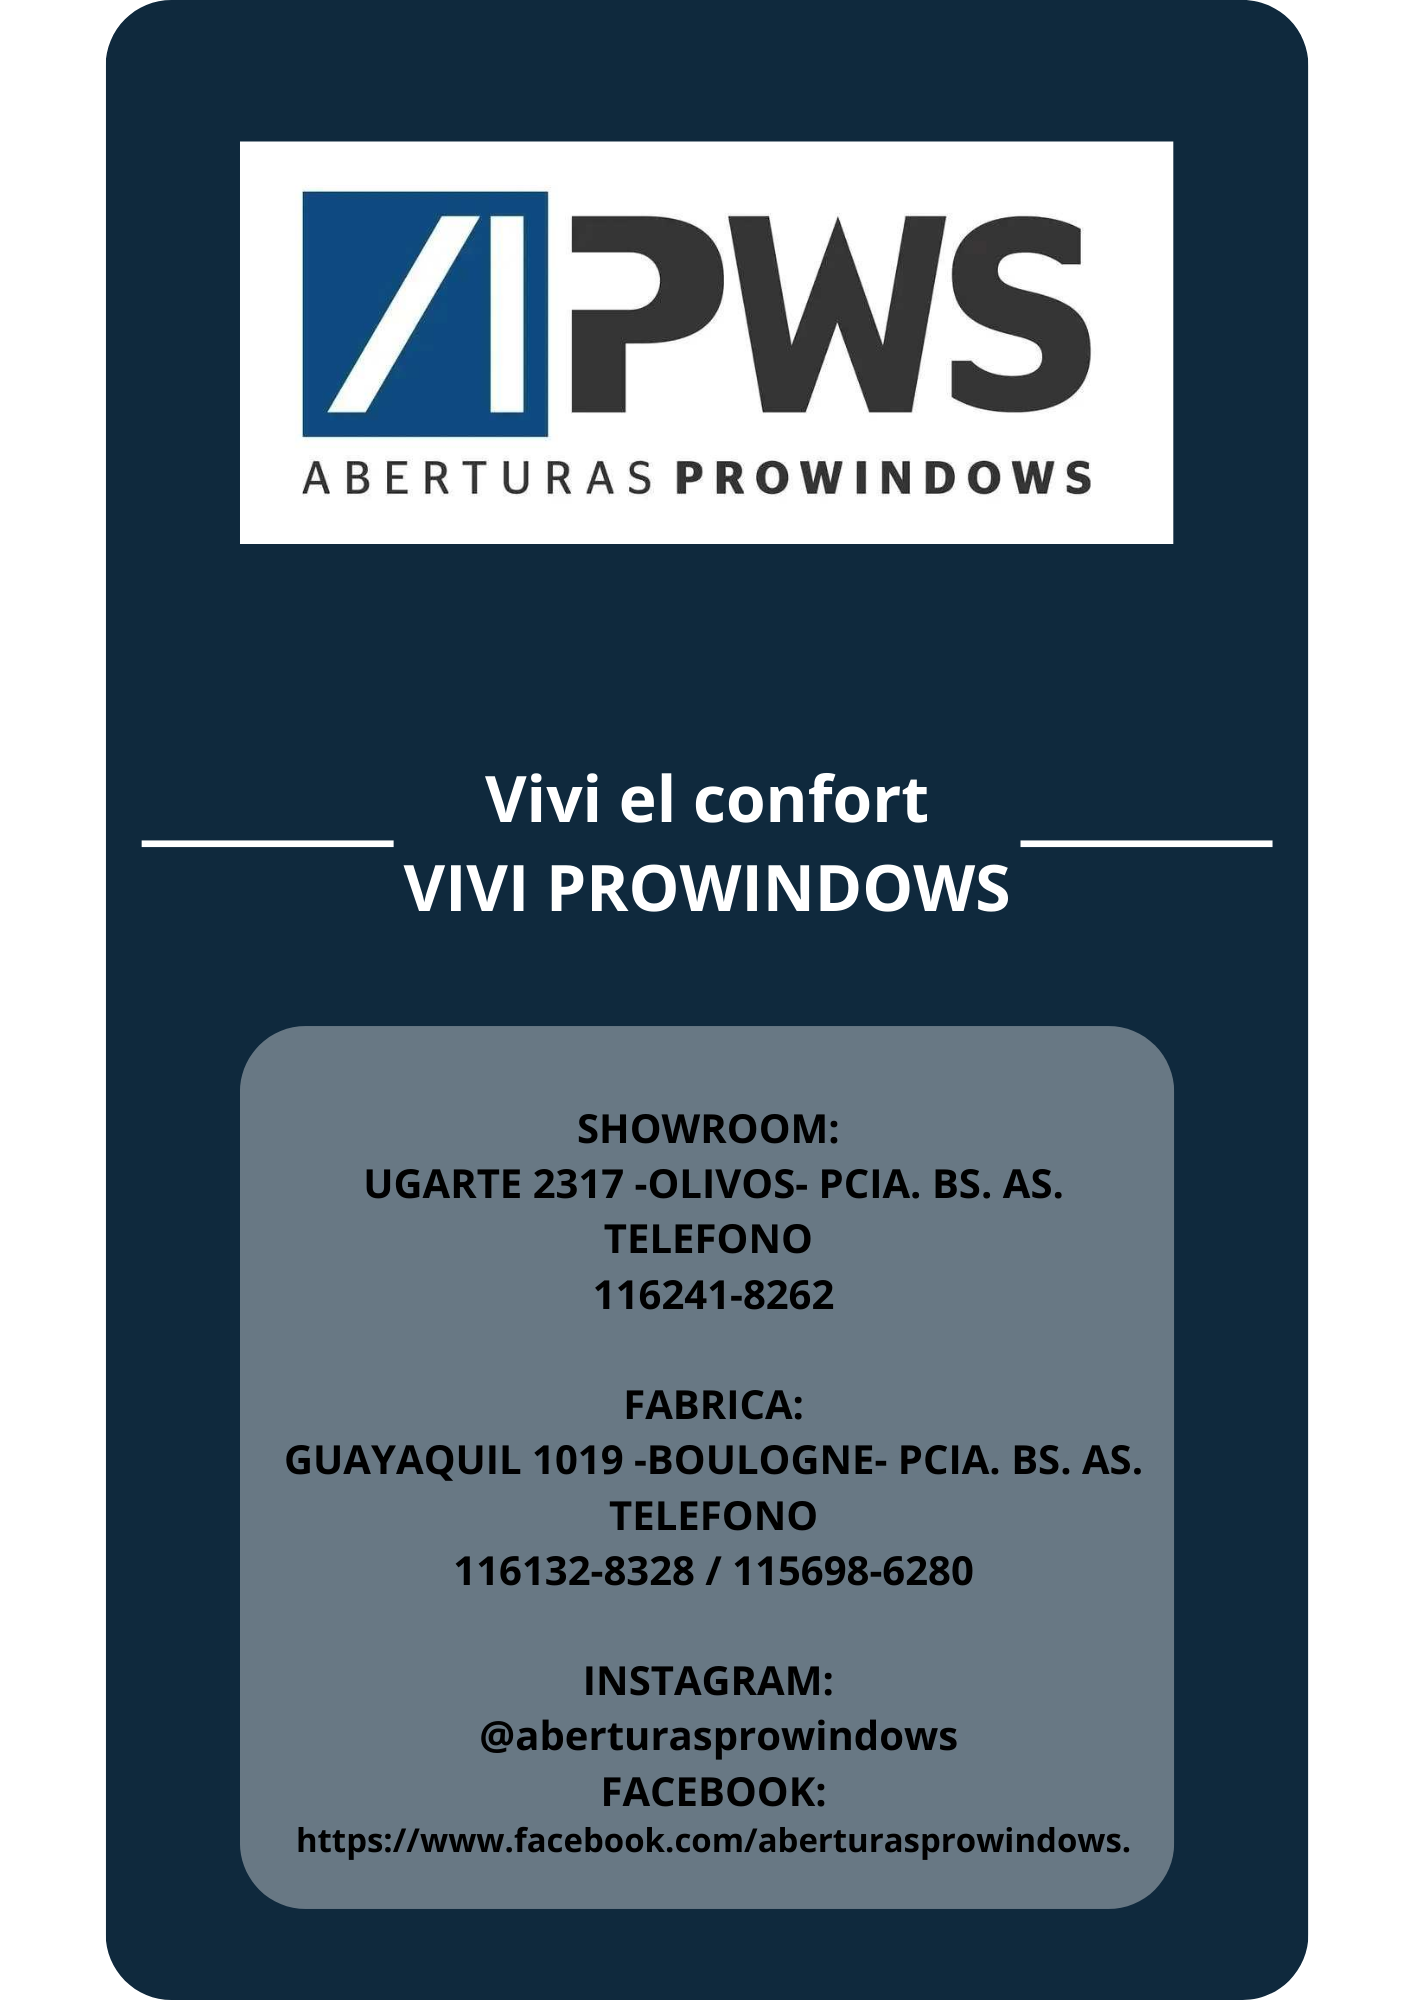 PWS
ABERTURAS PROWINDOWS
Vivi el confort
VIVI PROWINDOWS
SHOWROOM:
UGARTE 2317 -OLIVOS- PCIA. BS. AS.
TELEFONO
116241-8262
FABRICA:
GUAYAQUIL 1019 -BOULOGNE- PCIA. BS. AS.
TELEFONO
116132-8328 / 115698-6280
INSTAGRAM:
@aberturasprowindows
FACEBOOK:
https://www.facebook.com/aberturasprowindows.